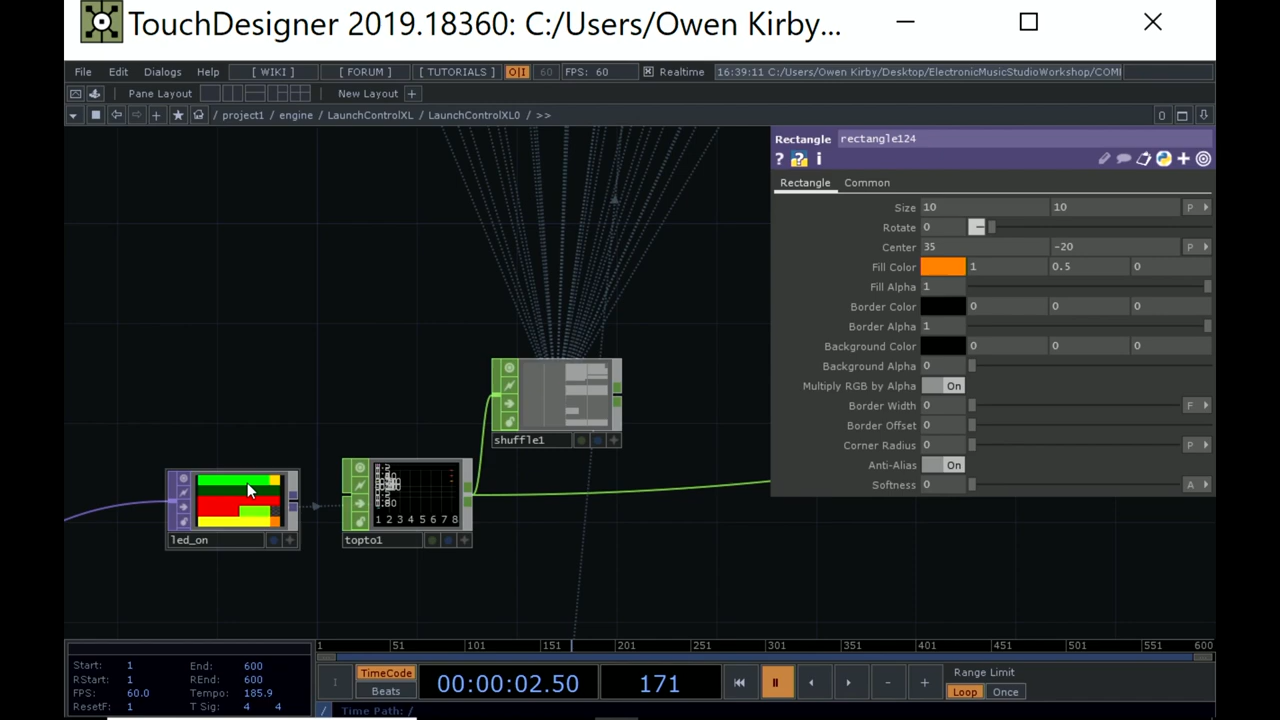 TouchDesigner 2019.18360: C:/Users/Owen Kirby...
File Edit Dialogs Help [ WIKI ] [ FORUM ] [ TUTORIALS ] O|I 60 FPS: 60 Realtime 16:39:11 C:/Users/Owen Kirby/Desktop/ElectronicMusicStudioWorkshop/COMI
Pane Layout New Layout +
/ project1 / engine / LaunchControlXL / LaunchControlXL0 / >> 0
Rectangle rectangle124
? ? i
Rectangle Common
Size 10 10 P
Rotate 0
Center 35 -20 P
Fill Color 1 0.5 0
Fill Alpha 1
Border Color 0 0 0
Border Alpha 1
Background Color 0 0 0
Background Alpha 0
Multiply RGB by Alpha On
Border Width 0 F
Border Offset 0
Corner Radius 0 P
Anti-Alias On
Softness 0 A
shuffle1
1 2 3 4 5 6 7 8
led_on
topto1
1 51 101 151 201 251 301 351 401 451 501 551 600
Start: 1 End: 600
RStart: 1 REnd: 600
FPS: 60.0 Tempo: 185.9
ResetF: 1 T Sig: 4 4
TimeCode
Beats
00:00:02.50
171
Range Limit
Loop Once
/ Time Path: /